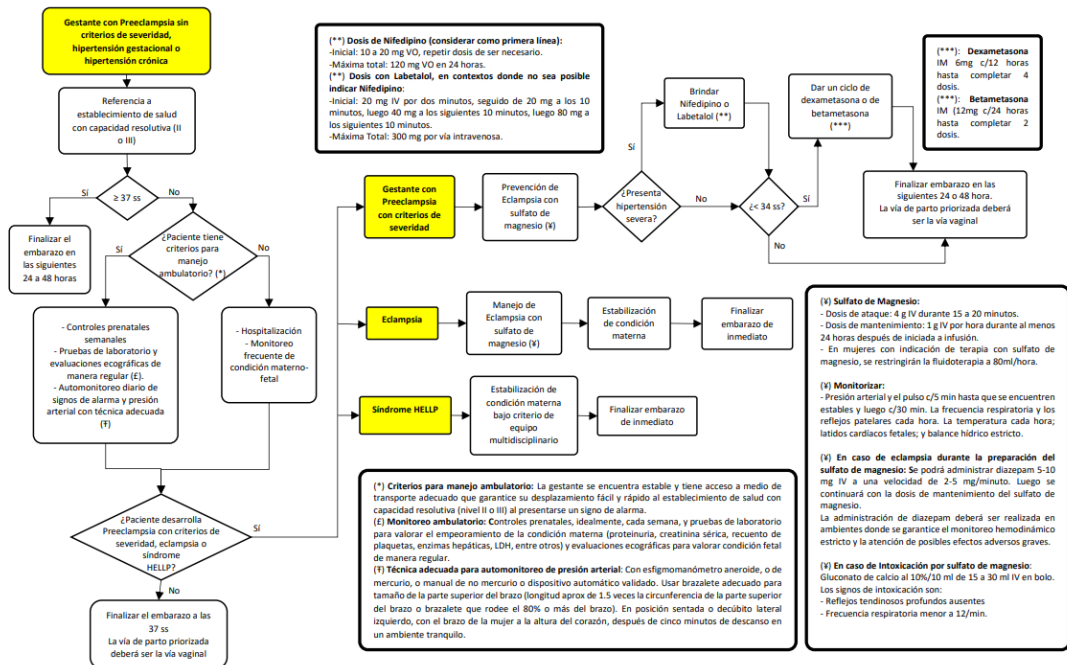 Gestante con Preeclampsia sin
criterios de severidad,
hipertensión gestacional o
hipertensión crónica
Referencia a
establecimiento de salud
con capacidad resolutiva (II
o III)
≥ 37 ss
Sí
No
Finalizar el
embarazo en
las siguientes
24 a 48 horas
¿Paciente tiene
criterios para
manejo
ambulatorio? (*)
Sí
No
- Controles prenatales
semanales
- Pruebas de laboratorio y
evaluaciones ecográficas de
manera regular (£).
- Automonitoreo diario de
signos de alarma y presión
arterial con técnica adecuada
(Ŧ)
- Hospitalización
- Monitoreo
frecuente de
condición materno-
fetal
¿Paciente desarrolla
Preeclampsia con criterios de
severidad, eclampsia o
síndrome
HELLP?
Sí
No
Finalizar el embarazo a las
37 ss
La vía de parto priorizada
deberá ser la vía vaginal
(**) Dosis de Nifedipino (considerar como primera línea):
-Inicial: 10 a 20 mg VO, repetir dosis de ser necesario.
-Máxima total: 120 mg VO en 24 horas.
(**) Dosis con Labetalol, en contextos donde no sea posible
indicar Nifedipino:
-Inicial: 20 mg IV por dos minutos, seguido de 20 mg a los 10
minutos, luego 40 mg a los siguientes 10 minutos, luego 80 mg a
los siguientes 10 minutos.
-Máxima Total: 300 mg por vía intravenosa.
Gestante con
Preeclampsia
con criterios de
severidad
Prevención de
Eclampsia con
sulfato de
magnesio (¥)
¿Presenta
hipertensión
severa?
Sí
No
Brindar
Nifedipino o
Labetalol (**)
¿< 34 ss?
Sí
No
Dar un ciclo de
dexametasona o de
betametasona
(***)
(***): Dexametasona
IM 6mg c/12 horas
hasta completar 4
dosis.
(***): Betametasona
IM (12mg c/24 horas
hasta completar 2
dosis.
Finalizar embarazo en las
siguientes 24 o 48 hora.
La vía de parto priorizada deberá
ser la vía vaginal
Eclampsia
Manejo de
Eclampsia con
sulfato de
magnesio (¥)
Estabilización
de condición
materna
Finalizar
embarazo de
inmediato
Síndrome HELLP
Estabilización de
condición materna
bajo criterio de
equipo
multidisciplinario
Finalizar embarazo
de inmediato
(*) Criterios para manejo ambulatorio: La gestante se encuentra estable y tiene acceso a medio de
transporte adecuado que garantice su desplazamiento fácil y rápido al establecimiento de salud con
capacidad resolutiva (nivel II o III) al presentarse un signo de alarma.
(£) Monitoreo ambulatorio: Controles prenatales, idealmente, cada semana, y pruebas de laboratorio
para valorar el empeoramiento de la condición materna (proteinuria, creatinina sérica, recuento de
plaquetas, enzimas hepáticas, LDH, entre otros) y evaluaciones ecográficas para valorar condición fetal
de manera regular.
(Ŧ) Técnica adecuada para automonitoreo de presión arterial: Con esfigmomanómetro aneroide, o de
mercurio, o manual de no mercurio o dispositivo automático validado. Usar brazalete adecuado para
tamaño de la parte superior del brazo (longitud aprox de 1.5 veces la circunferencia de la parte superior
del brazo o brazalete que rodee el 80% o más del brazo). En posición sentada o decúbito lateral
izquierdo, con el brazo de la mujer a la altura del corazón, después de cinco minutos de descanso en
un ambiente tranquilo.
(¥) Sulfato de Magnesio:
- Dosis de ataque: 4 g IV durante 15 a 20 minutos.
- Dosis de mantenimiento: 1 g IV por hora durante al menos
24 horas después de iniciada a infusión.
- En mujeres con indicación de terapia con sulfato de
magnesio, se restringirán la fluidoterapia a 80ml/hora.
(¥) Monitorizar:
- Presión arterial y el pulso c/5 min hasta que se encuentren
estables y luego c/30 min. La frecuencia respiratoria y los
reflejos patelares cada hora. La temperatura cada hora;
latidos cardíacos fetales; y balance hídrico estricto.
(¥) En caso de eclampsia durante la preparación del
sulfato de magnesio: Se podrá administrar diazepam 5-10
mg IV a una velocidad de 2-5 mg/minuto. Luego se
continuará con la dosis de mantenimiento del sulfato de
magnesio.
La administración de diazepam deberá ser realizada en
ambientes donde se garantice el monitoreo hemodinámico
estricto y la atención de posibles efectos adversos graves.
(¥) En caso de Intoxicación por sulfato de magnesio:
Gluconato de calcio al 10%/10 ml de 15 a 30 ml IV en bolo.
Los signos de intoxicación son:
- Reflejos tendinosos profundos ausentes
- Frecuencia respiratoria menor a 12/min.